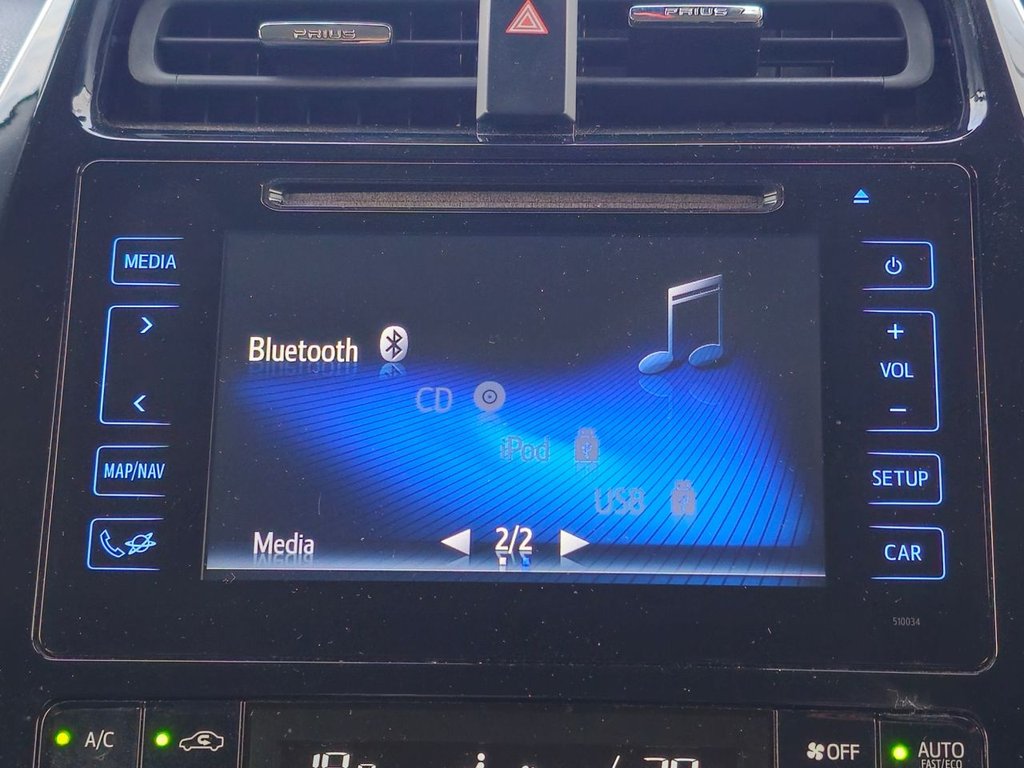 PRIUS
PRIUS
MEDIA
VOL
Bluetooth
CD
iPod
USB
MAP/NAV
SETUP
Media
2/2
CAR
510034
A/C
OFF
AUTO
FAST/ECO